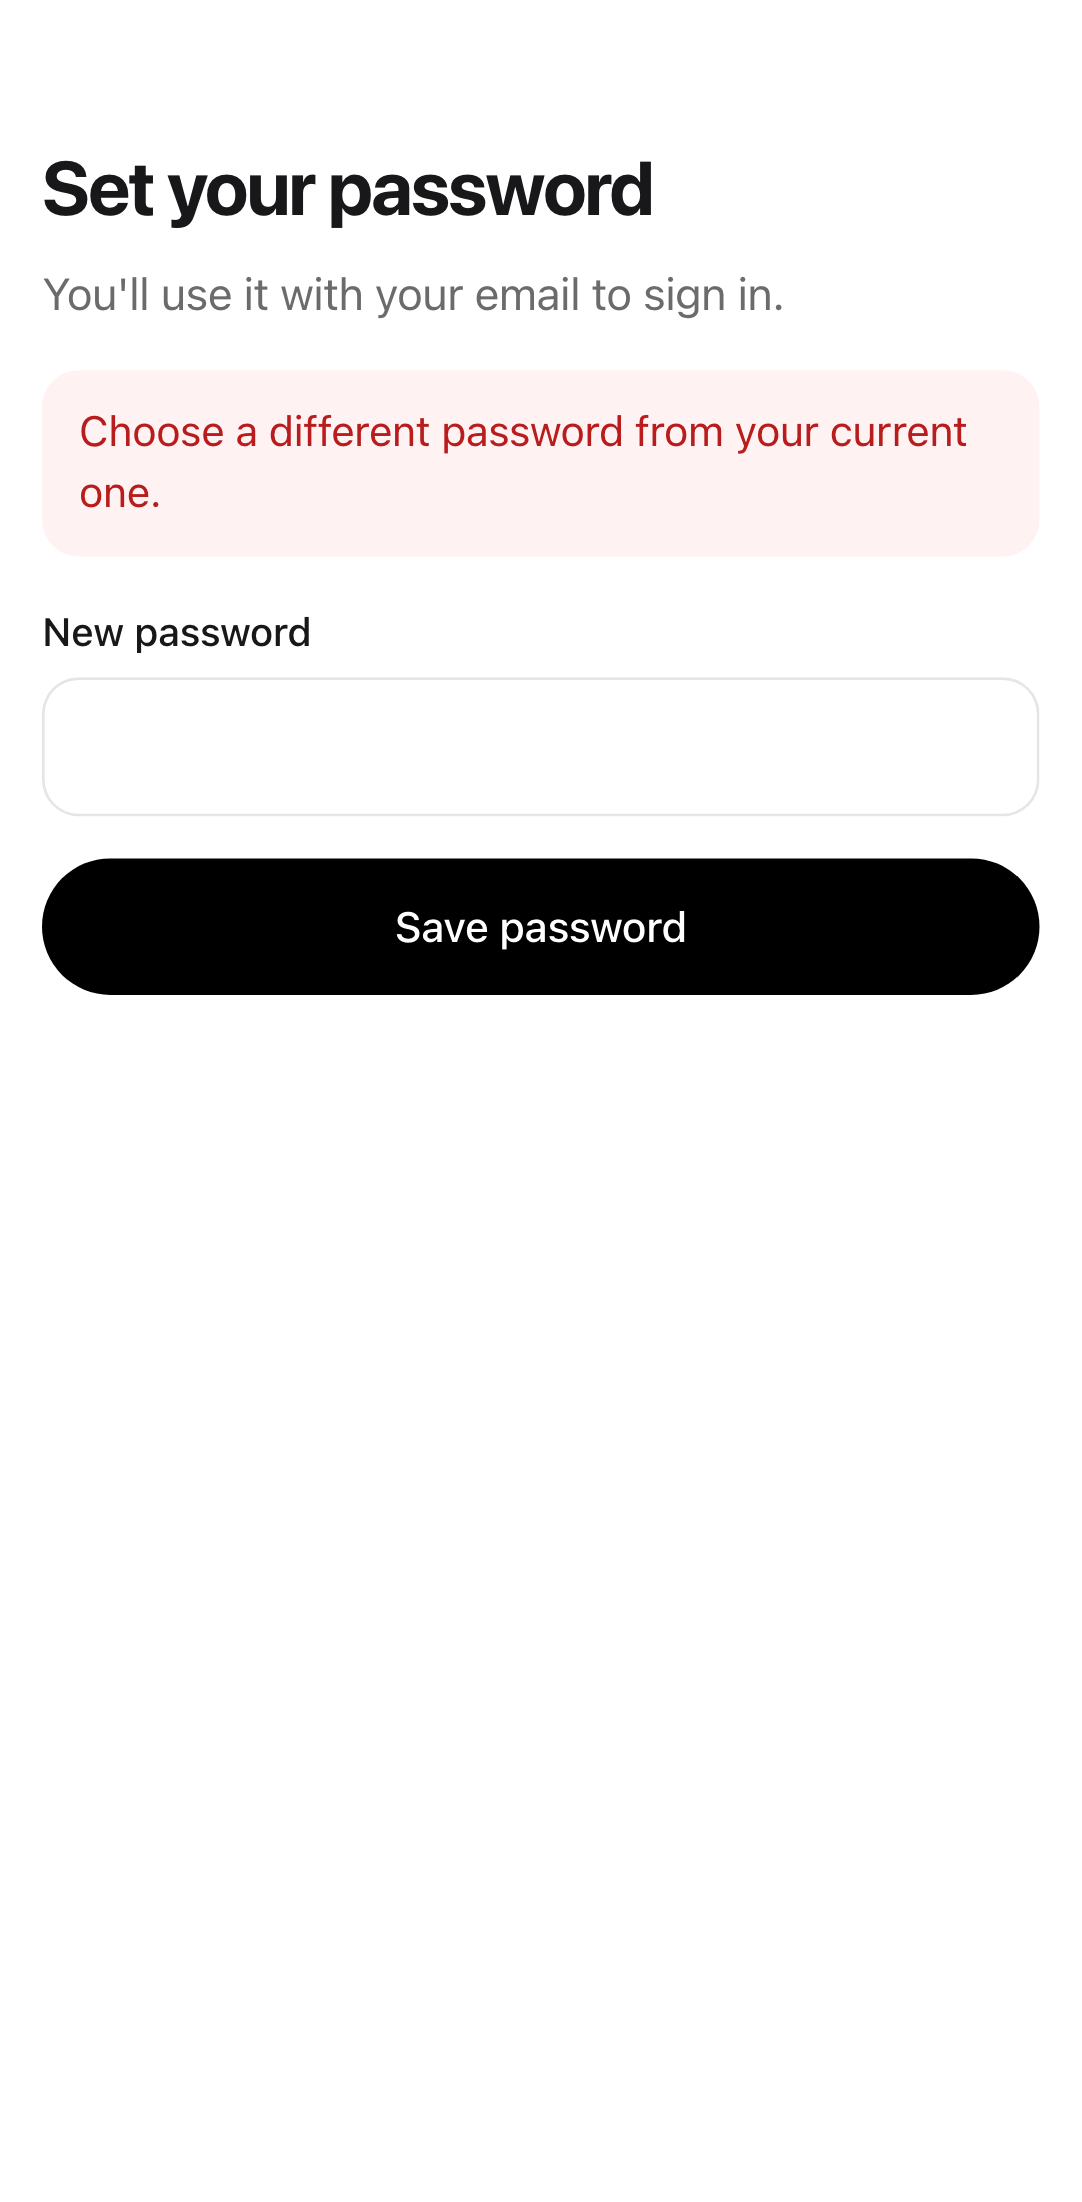 Set your password
You'll use it with your email to sign in.
Choose a different password from your current
one.
New password
Save password